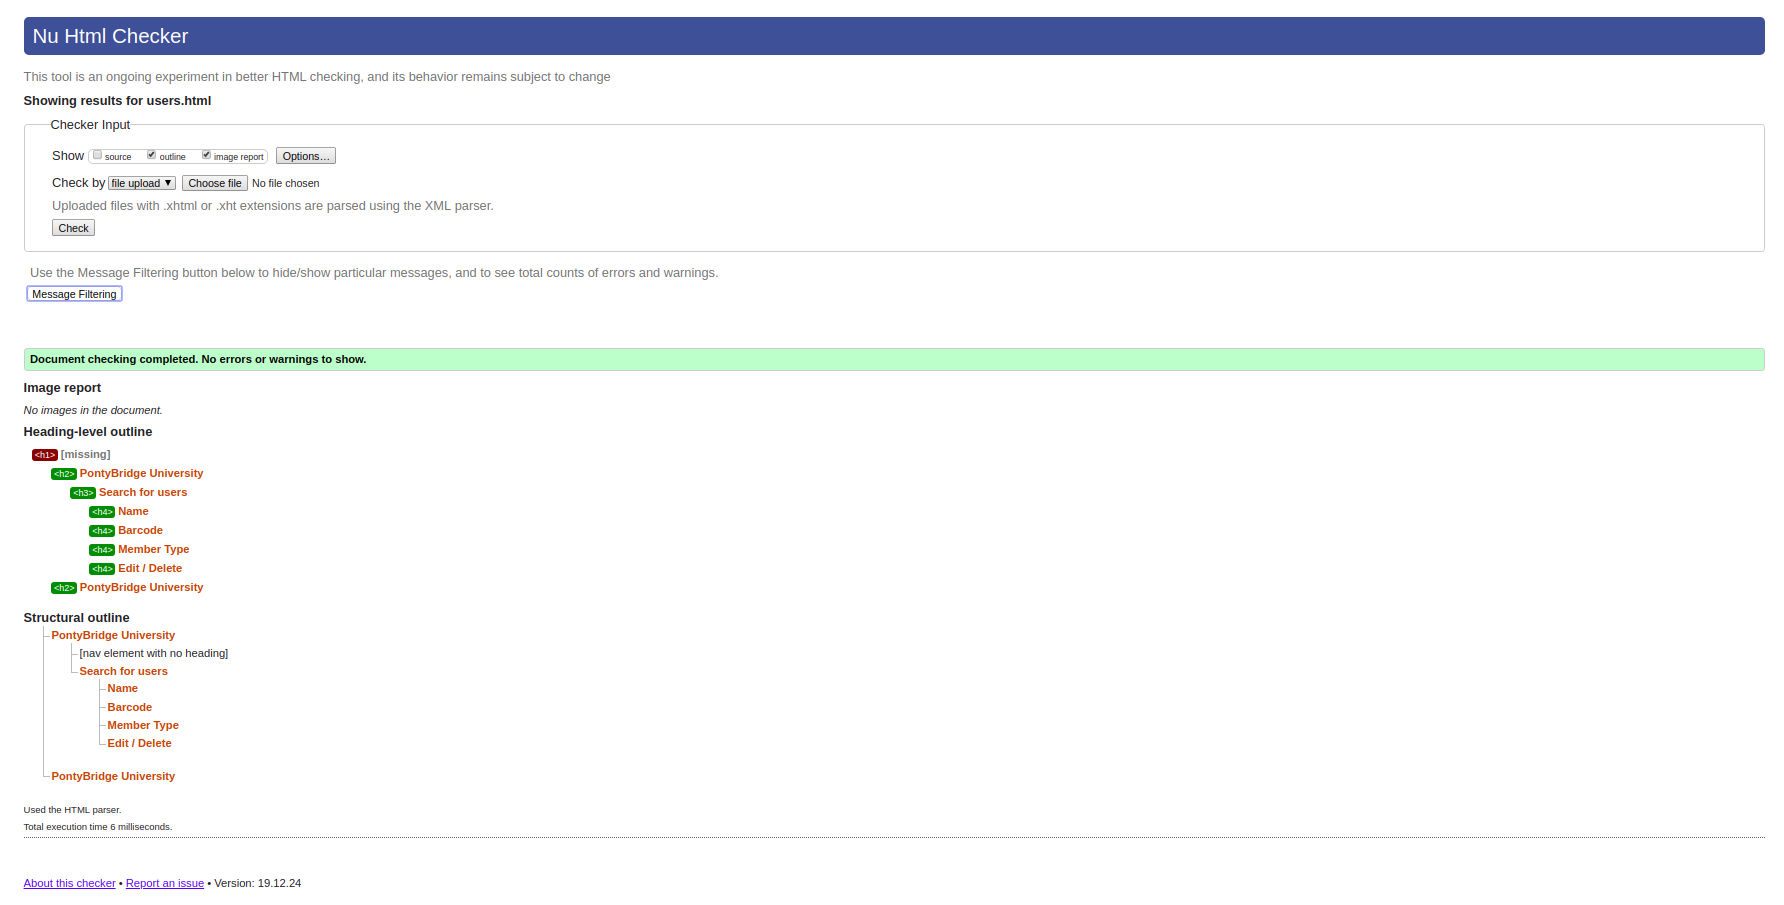 Nu Html Checker
This tool is an ongoing experiment in better HTML checking, and its behavior remains subject to change
Showing results for users.html
Checker Input
Show source outline image report Options...
Check by file upload Choose file No file chosen
Uploaded files with .xhtml or .xht extensions are parsed using the XML parser.
Check
Use the Message Filtering button below to hide/show particular messages, and to see total counts of errors and warnings.
Message Filtering
Document checking completed. No errors or warnings to show.
Image report
No images in the document.
Heading-level outline
<h1> [missing]
<h2> PontyBridge University
<h3> Search for users
<h4> Name
<h4> Barcode
<h4> Member Type
<h4> Edit / Delete
<h2> PontyBridge University
Structural outline
PontyBridge University
[nav element with no heading]
Search for users
Name
Barcode
Member Type
Edit / Delete
PontyBridge University
Used the HTML parser.
Total execution time 6 milliseconds.
About this checker • Report an issue • Version: 19.12.24